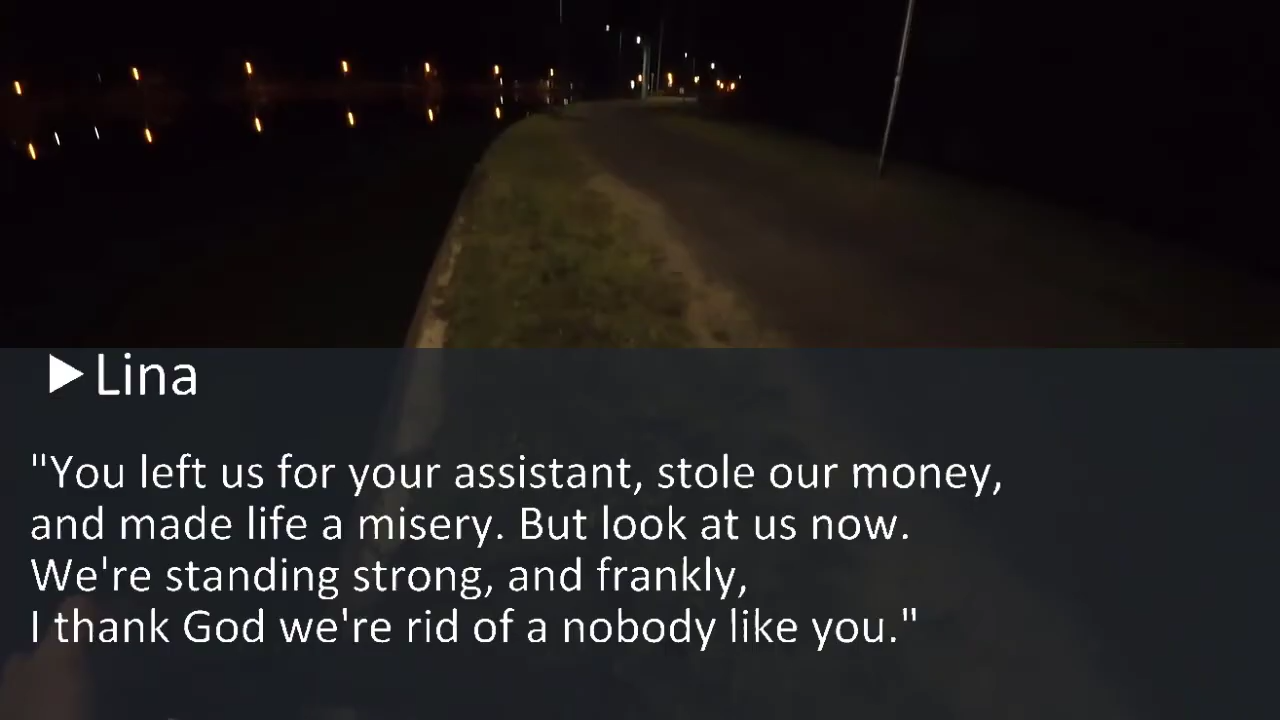 ▶Lina
"You left us for your assistant, stole our money,
and made life a misery. But look at us now.
We're standing strong, and frankly,
I thank God we're rid of a nobody like you."